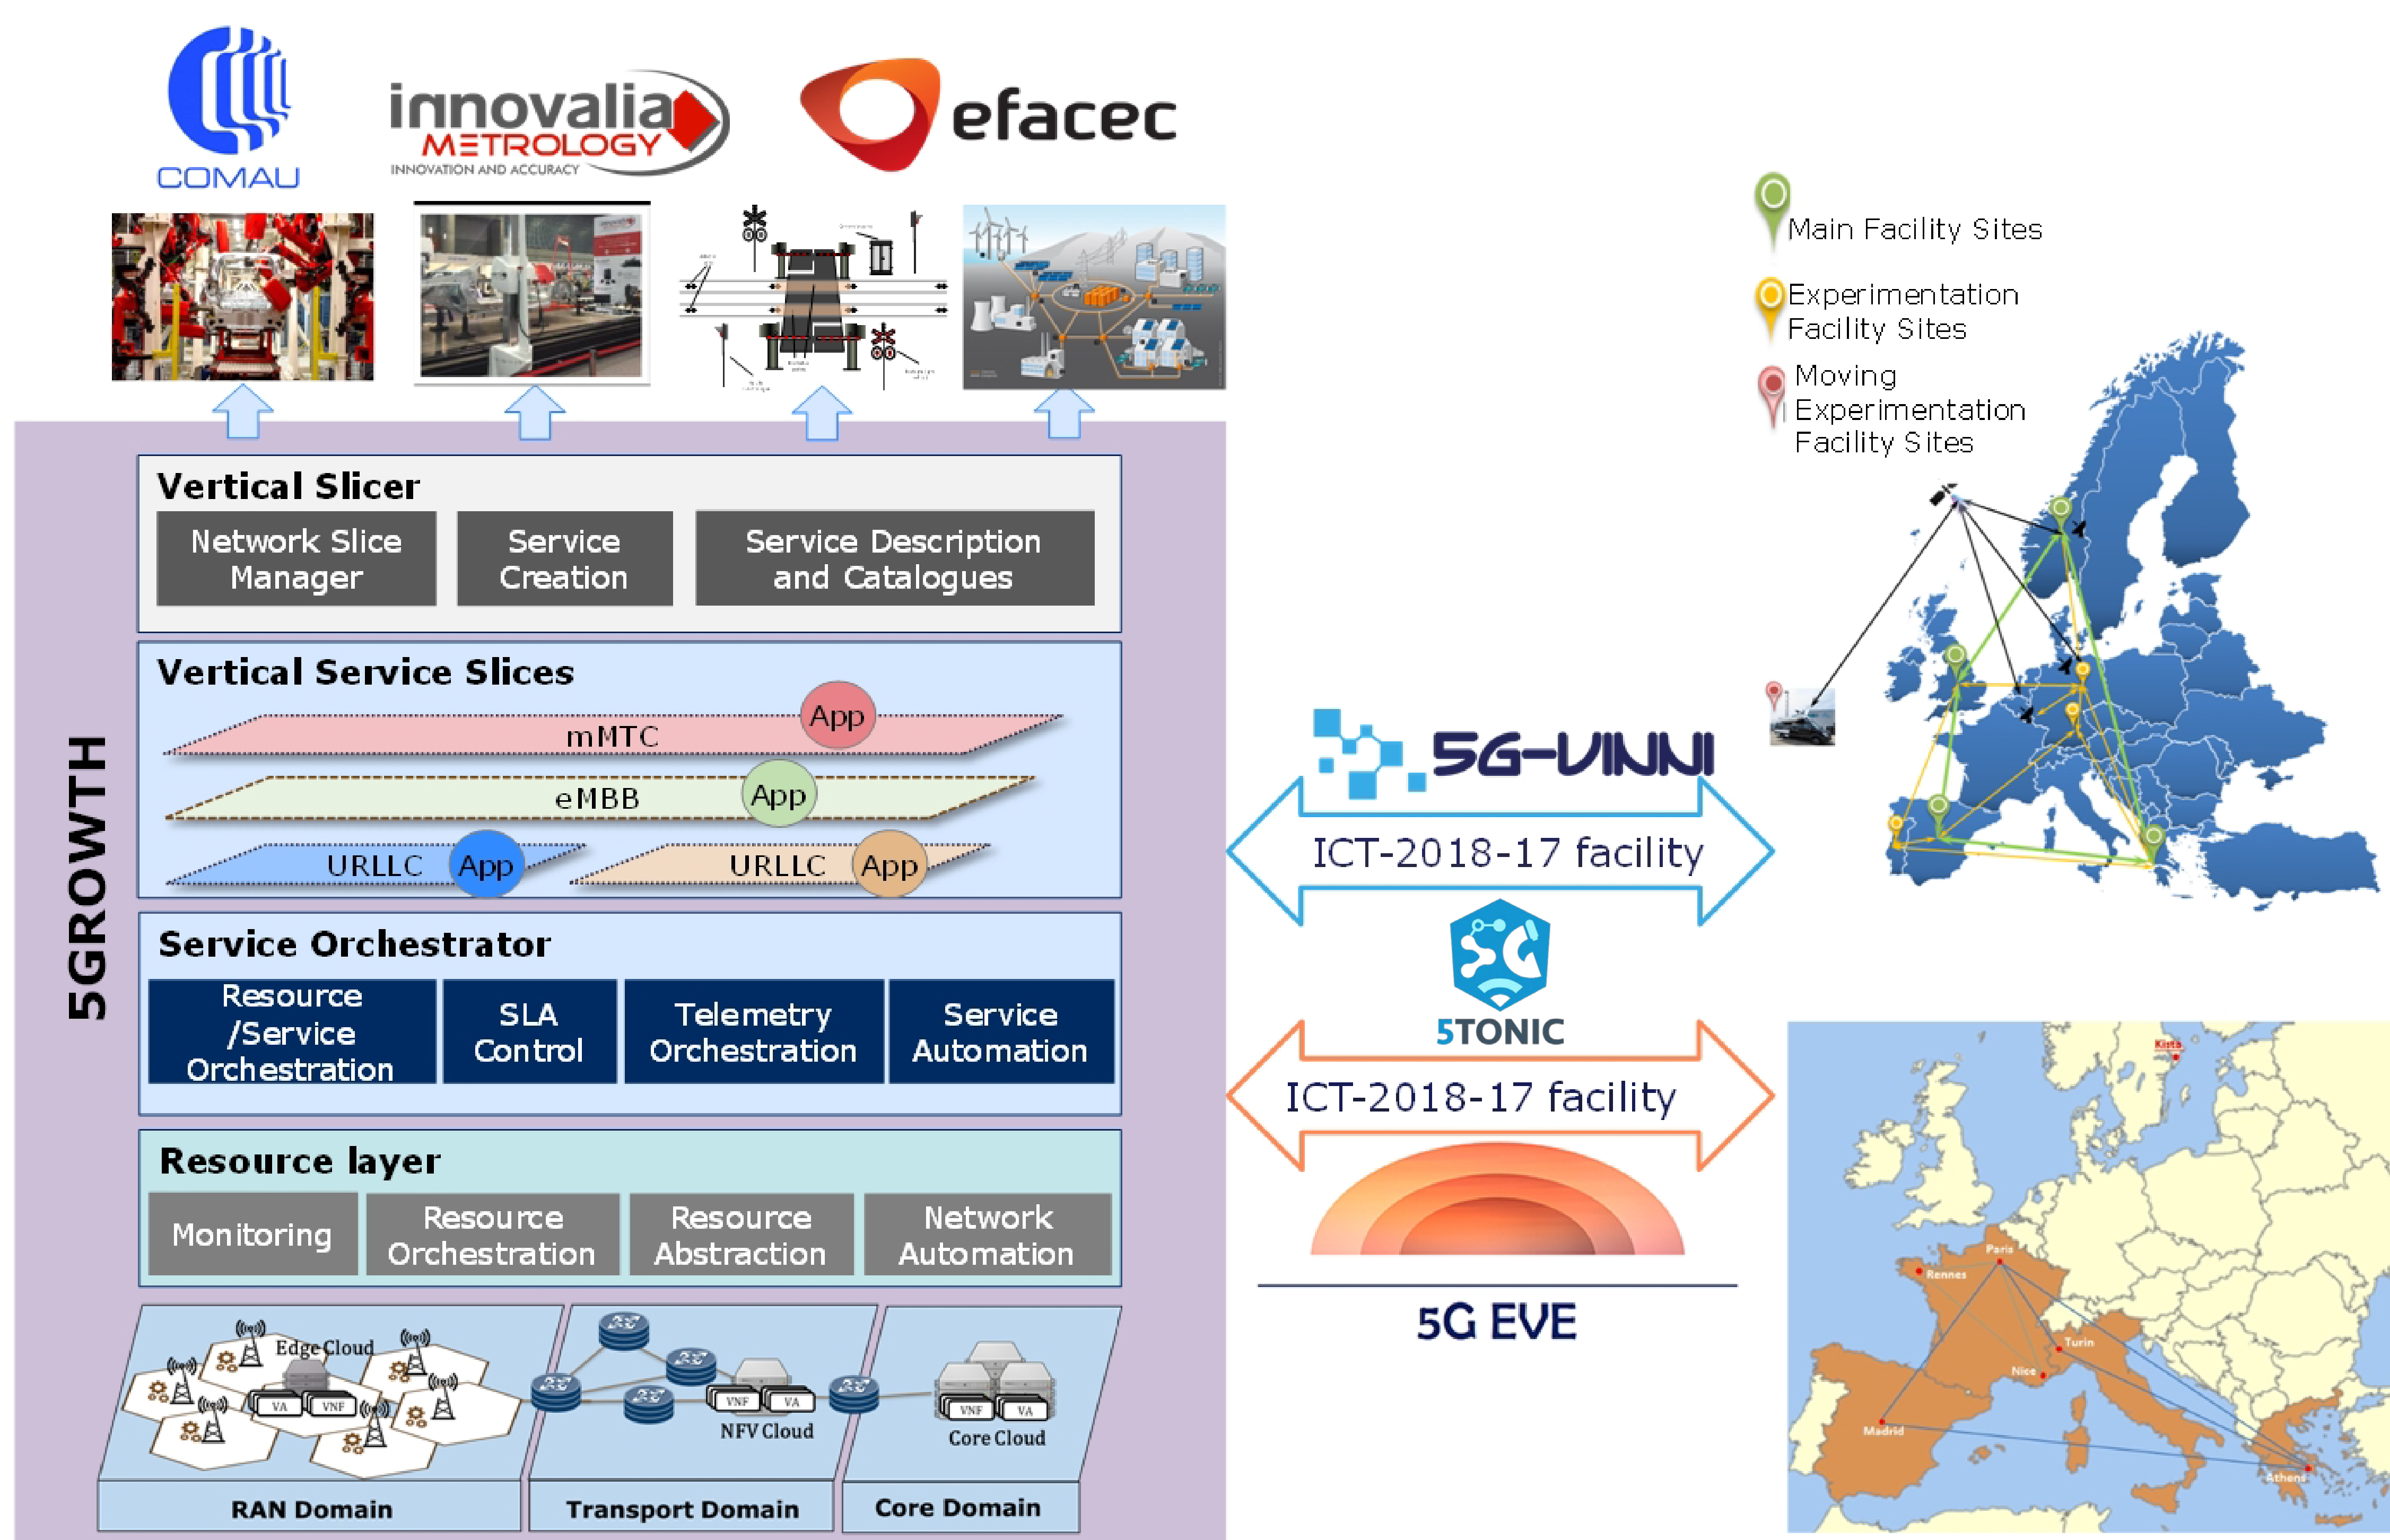 COMAU
innovalia
METROLOGY
INNOVATION AND ACCURACY
efacec
Main Facility Sites
Experimentation
Facility Sites
Moving
Experimentation
Facility Sites
5GROWTH
Vertical Slicer
Network Slice
Manager
Service
Creation
Service Description
and Catalogues
Vertical Service Slices
App
mMTC
App
eMBB
URLLC
App
URLLC
App
Service Orchestrator
Resource
/Service
Orchestration
SLA
Control
Telemetry
Orchestration
Service
Automation
Resource layer
Monitoring
Resource
Orchestration
Resource
Abstraction
Network
Automation
Edge Cloud
VA
VNF
VNF
VA
NFV Cloud
VNF
VA
Core Cloud
RAN Domain
Transport Domain
Core Domain
5G-VINNI
ICT-2018-17 facility
5G
5TONIC
ICT-2018-17 facility
5G EVE
Kista
Paris
Rennes
Turin
Nice
Madrid
Athens